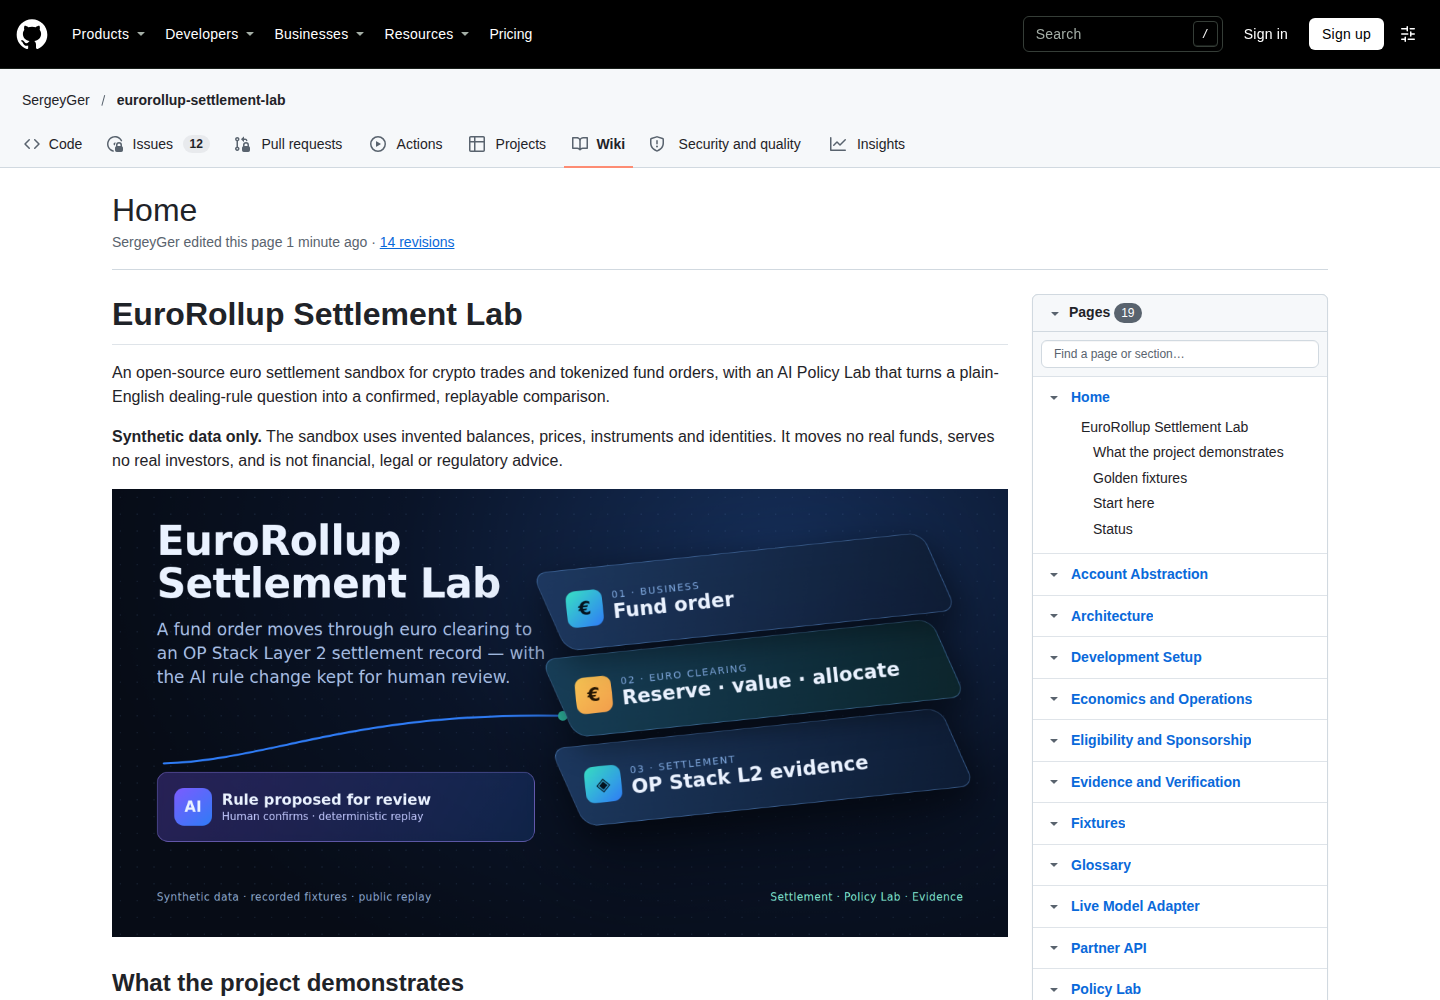 Products Developers Businesses Resources Pricing Search / Sign in Sign up
SergeyGer / eurorollup-settlement-lab
Code Issues 12 Pull requests Actions Projects Wiki Security and quality Insights
Home
SergeyGer edited this page 1 minute ago · 14 revisions
EuroRollup Settlement Lab
An open-source euro settlement sandbox for crypto trades and tokenized fund orders, with an AI Policy Lab that turns a plain-
English dealing-rule question into a confirmed, replayable comparison.
Synthetic data only. The sandbox uses invented balances, prices, instruments and identities. It moves no real funds, serves
no real investors, and is not financial, legal or regulatory advice.
EuroRollup
Settlement Lab
A fund order moves through euro clearing to
an OP Stack Layer 2 settlement record — with
the AI rule change kept for human review.
01 · BUSINESS
€ Fund order
02 · EURO CLEARING
€ Reserve · value · allocate
03 · SETTLEMENT
◈ OP Stack L2 evidence
AI Rule proposed for review
Human confirms · deterministic replay
Synthetic data · recorded fixtures · public replay
Settlement · Policy Lab · Evidence
What the project demonstrates
Pages 19
Find a page or section…
Home
EuroRollup Settlement Lab
What the project demonstrates
Golden fixtures
Start here
Status
Account Abstraction
Architecture
Development Setup
Economics and Operations
Eligibility and Sponsorship
Evidence and Verification
Fixtures
Glossary
Live Model Adapter
Partner API
Policy Lab